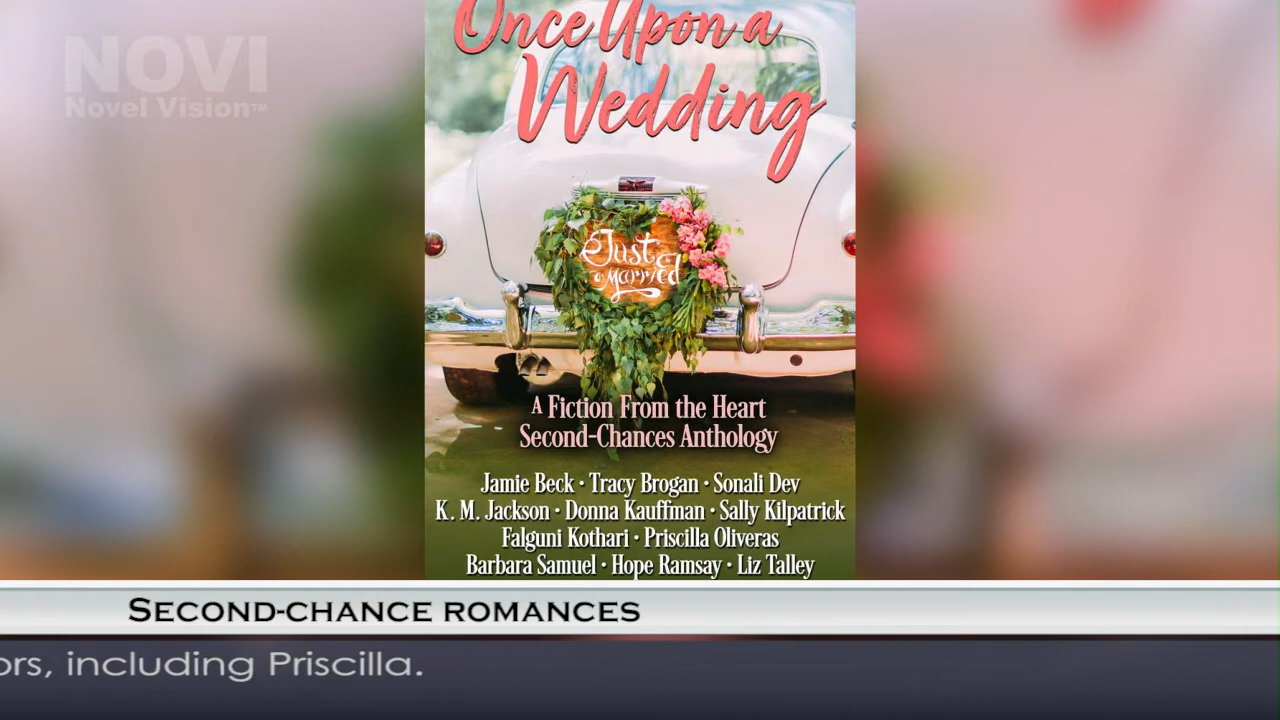 NOVI
Novel Vision™
Once Upon a
Wedding
Just
Married
A Fiction From the Heart
Second-Chances Anthology
Jamie Beck • Tracy Brogan • Sonali Dev
K. M. Jackson • Donna Kauffman • Sally Kilpatrick
Falguni Kothari • Priscilla Oliveras
Barbara Samuel • Hope Ramsay • Liz Talley
Second-chance romances
ors, including Priscilla.